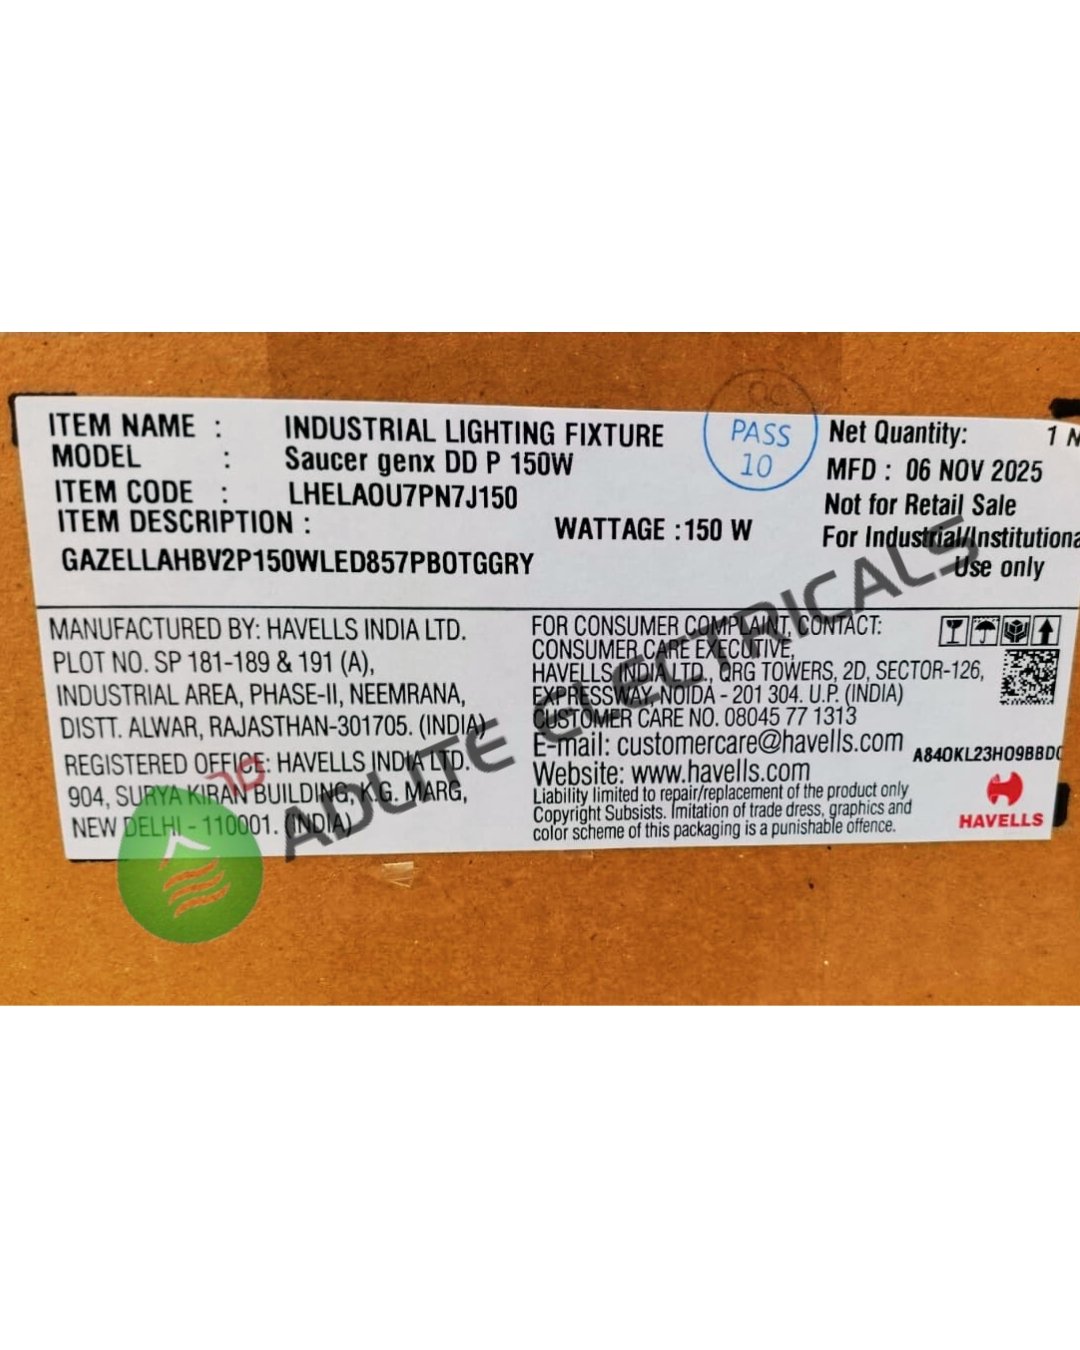 ITEM NAME : INDUSTRIAL LIGHTING FIXTURE
MODEL : Saucer genx DD P 150W
ITEM CODE : LHELAOU7PN7J150
ITEM DESCRIPTION :
WATTAGE :150 W
GAZELLAHBV2P150WLED857PBOTGGRY
QC
PASS
10
Net Quantity: 1 N
MFD : 06 NOV 2025
Not for Retail Sale
For Industrial/Institutiona
Use only
MANUFACTURED BY: HAVELLS INDIA LTD.
PLOT NO. SP 181-189 & 191 (A),
INDUSTRIAL AREA, PHASE-II, NEEMRANA,
DISTT. ALWAR, RAJASTHAN-301705. (INDIA)
REGISTERED OFFICE: HAVELLS INDIA LTD.
904, SURYA KIRAN BUILDING, K.G. MARG,
NEW DELHI - 110001. (INDIA)
FOR CONSUMER COMPLAINT, CONTACT:
CONSUMER CARE EXECUTIVE,
HAVELLS INDIA LTD., QRG TOWERS, 2D, SECTOR-126,
EXPRESSWAY, NOIDA - 201 304. U.P. (INDIA)
CUSTOMER CARE NO. 08045 77 1313
E-mail: customercare@havells.com
Website: www.havells.com
Liability limited to repair/replacement of the product only
Copyright Subsists. Imitation of trade dress, graphics and
color scheme of this packaging is a punishable offence.
A840KL23H09BBD0
HAVELLS
ADLITE ELECTRICALS